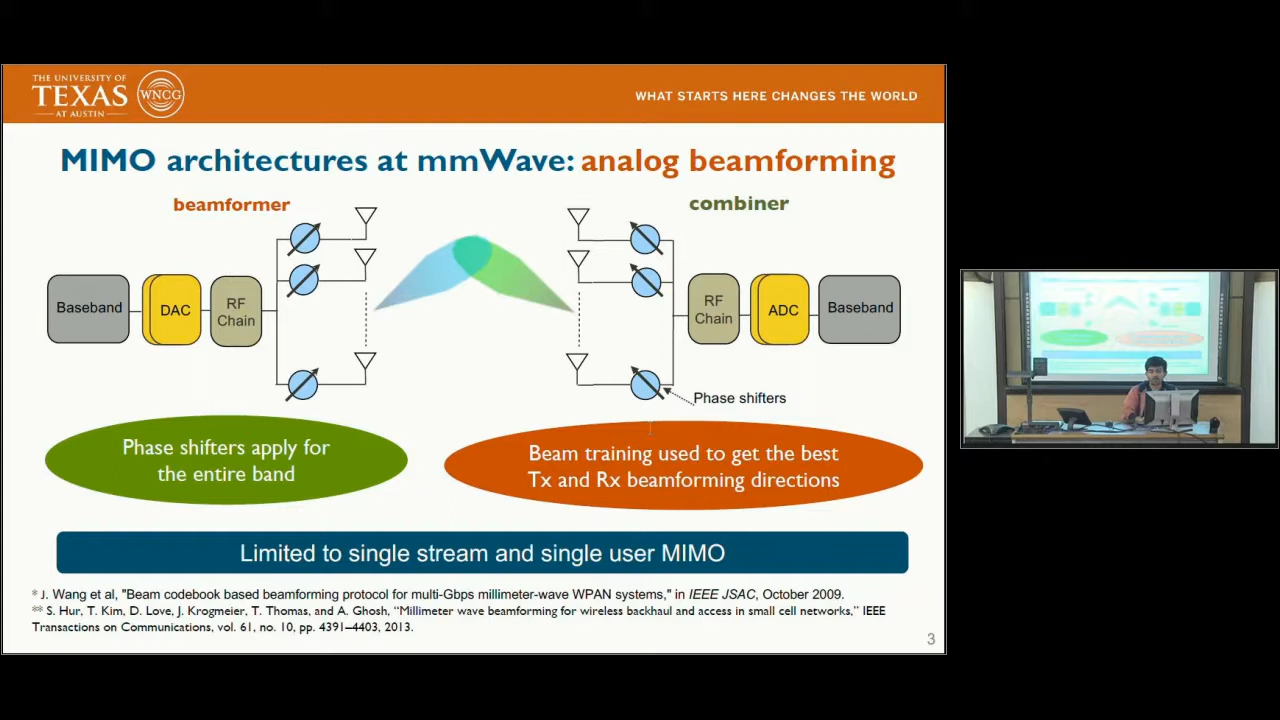 THE UNIVERSITY OF
TEXAS
AT AUSTIN
WNCG
WHAT STARTS HERE CHANGES THE WORLD
MIMO architectures at mmWave: analog beamforming
beamformer
combiner
Baseband
DAC
RF
Chain
RF
Chain
ADC
Baseband
Phase shifters
Phase shifters apply for
the entire band
Beam training used to get the best
Tx and Rx beamforming directions
Limited to single stream and single user MIMO
* J. Wang et al, "Beam codebook based beamforming protocol for multi-Gbps millimeter-wave WPAN systems," in IEEE JSAC, October 2009.
** S. Hur, T. Kim, D. Love, J. Krogmeier, T. Thomas, and A. Ghosh, “Millimeter wave beamforming for wireless backhaul and access in small cell networks,” IEEE
Transactions on Communications, vol. 61, no. 10, pp. 4391–4403, 2013.
3